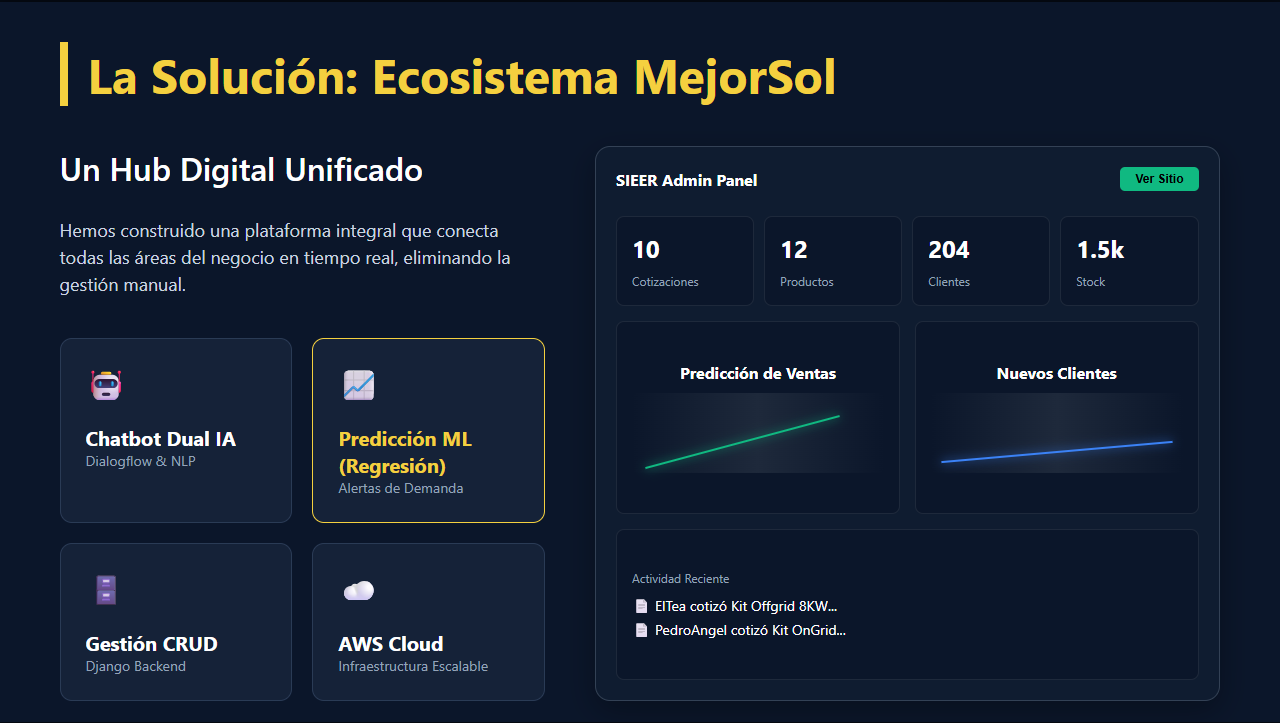 La Solución: Ecosistema MejorSol
Un Hub Digital Unificado
Hemos construido una plataforma integral que conecta
todas las áreas del negocio en tiempo real, eliminando la
gestión manual.
Chatbot Dual IA
Dialogflow & NLP
Predicción ML
(Regresión)
Alertas de Demanda
Gestión CRUD
Django Backend
AWS Cloud
Infraestructura Escalable
SIEER Admin Panel
Ver Sitio
10
Cotizaciones
12
Productos
204
Clientes
1.5k
Stock
Predicción de Ventas
Nuevos Clientes
Actividad Reciente
ElTea cotizó Kit Offgrid 8KW...
PedroAngel cotizó Kit OnGrid...